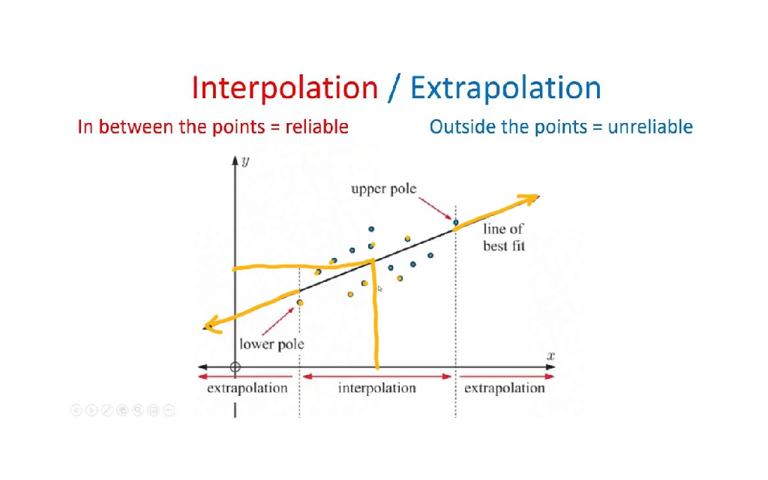 Interpolation / Extrapolation
In between the points = reliable
Outside the points = unreliable
y
upper pole
line of
best fit
lower pole
x
extrapolation
interpolation
extrapolation